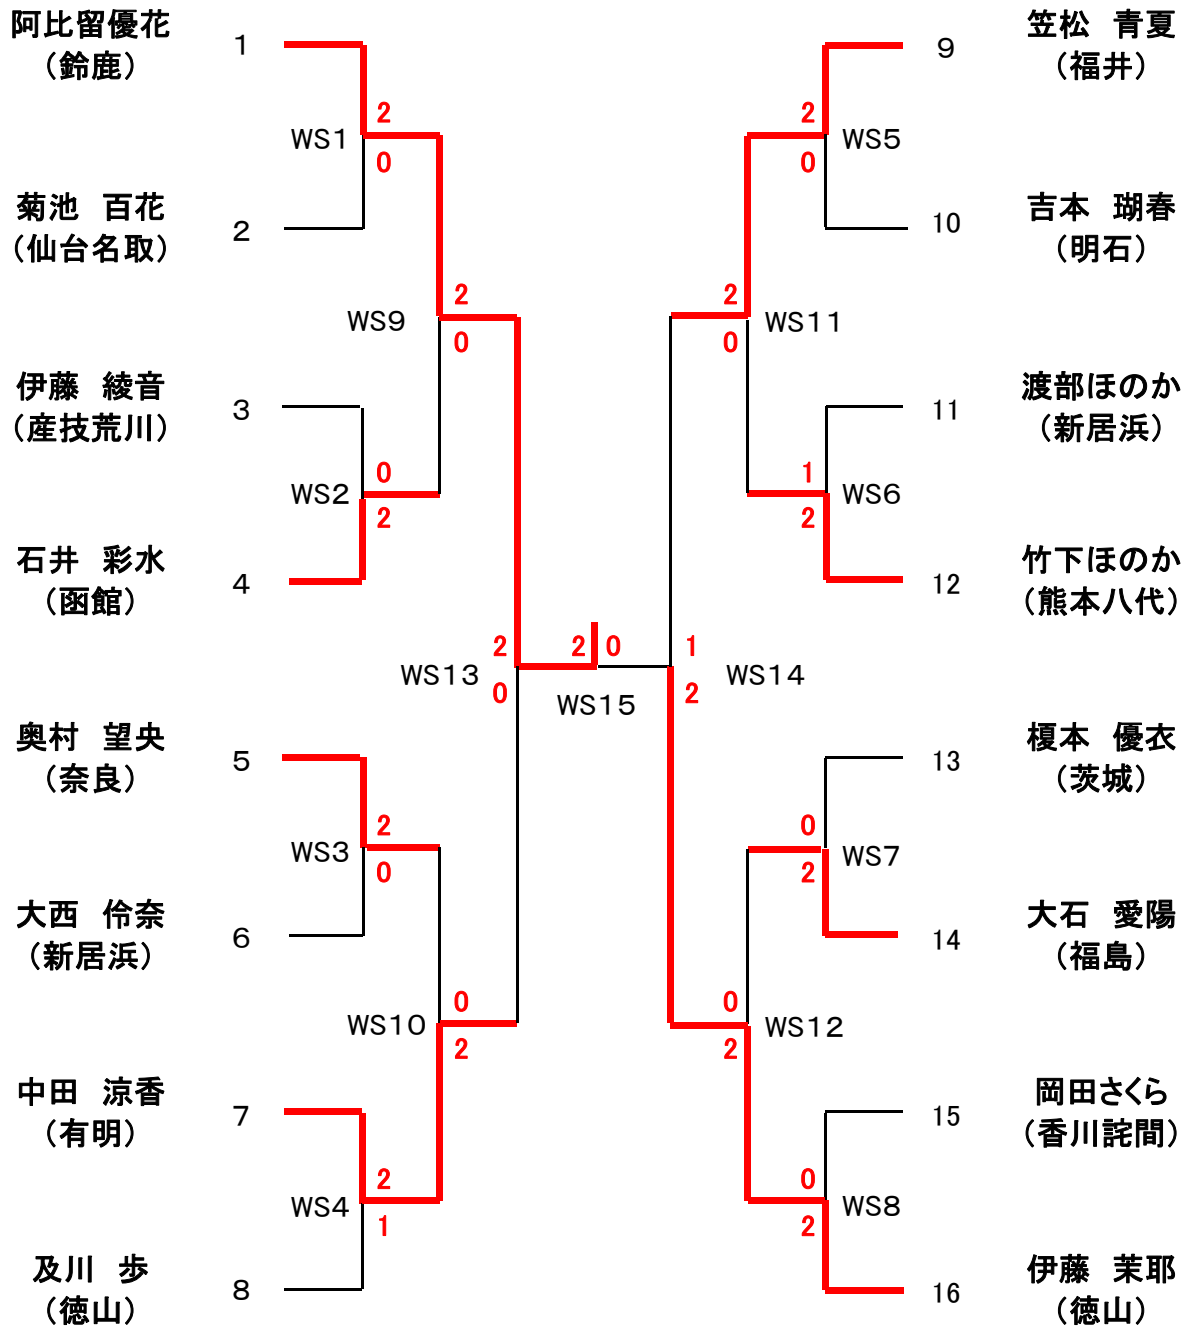 阿比留優花
（鈴鹿）
1
2
WS1
0
菊池　百花
（仙台名取）
2
2
WS9
0
伊藤　綾音
（産技荒川）
3
0
WS2
2
石井　彩水
（函館）
4
2
WS13
0
奥村　望央
（奈良）
5
2
WS3
0
大西　伶奈
（新居浜）
6
0
WS10
2
中田　涼香
（有明）
7
2
WS4
1
及川　歩
（徳山）
8
2
0
WS15
笠松　青夏
（福井）
9
2
WS5
0
吉本　瑚春
（明石）
10
2
WS11
0
渡部ほのか
（新居浜）
11
1
WS6
2
竹下ほのか
（熊本八代）
12
1
WS14
2
榎本　優衣
（茨城）
13
0
WS7
2
大石　愛陽
（福島）
14
0
WS12
2
岡田さくら
（香川詫間）
15
0
WS8
2
伊藤　茉耶
（徳山）
16